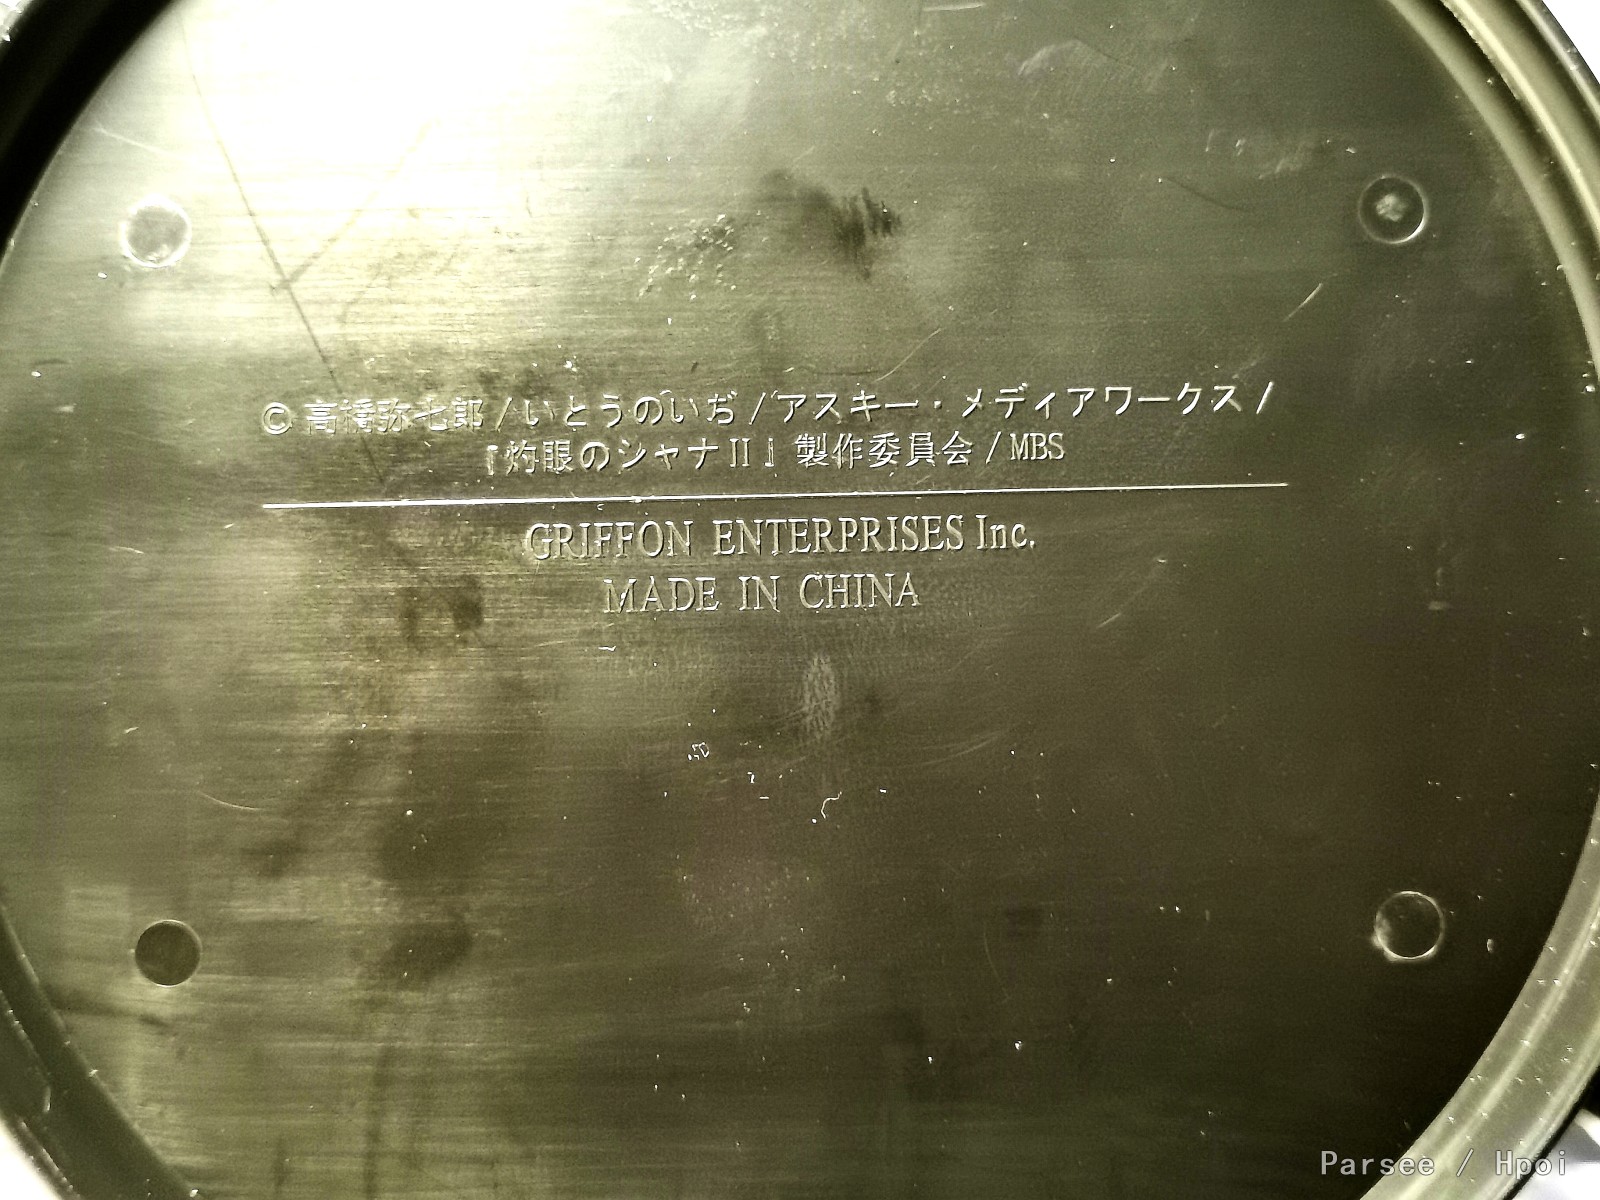 © 高橋弥七郎/いとうのいぢ/アスキー・メディアワークス/
『灼眼のシャナII』製作委員会/MBS
GRIFFON ENTERPRISES Inc.
MADE IN CHINA
Parsee / Hpoi